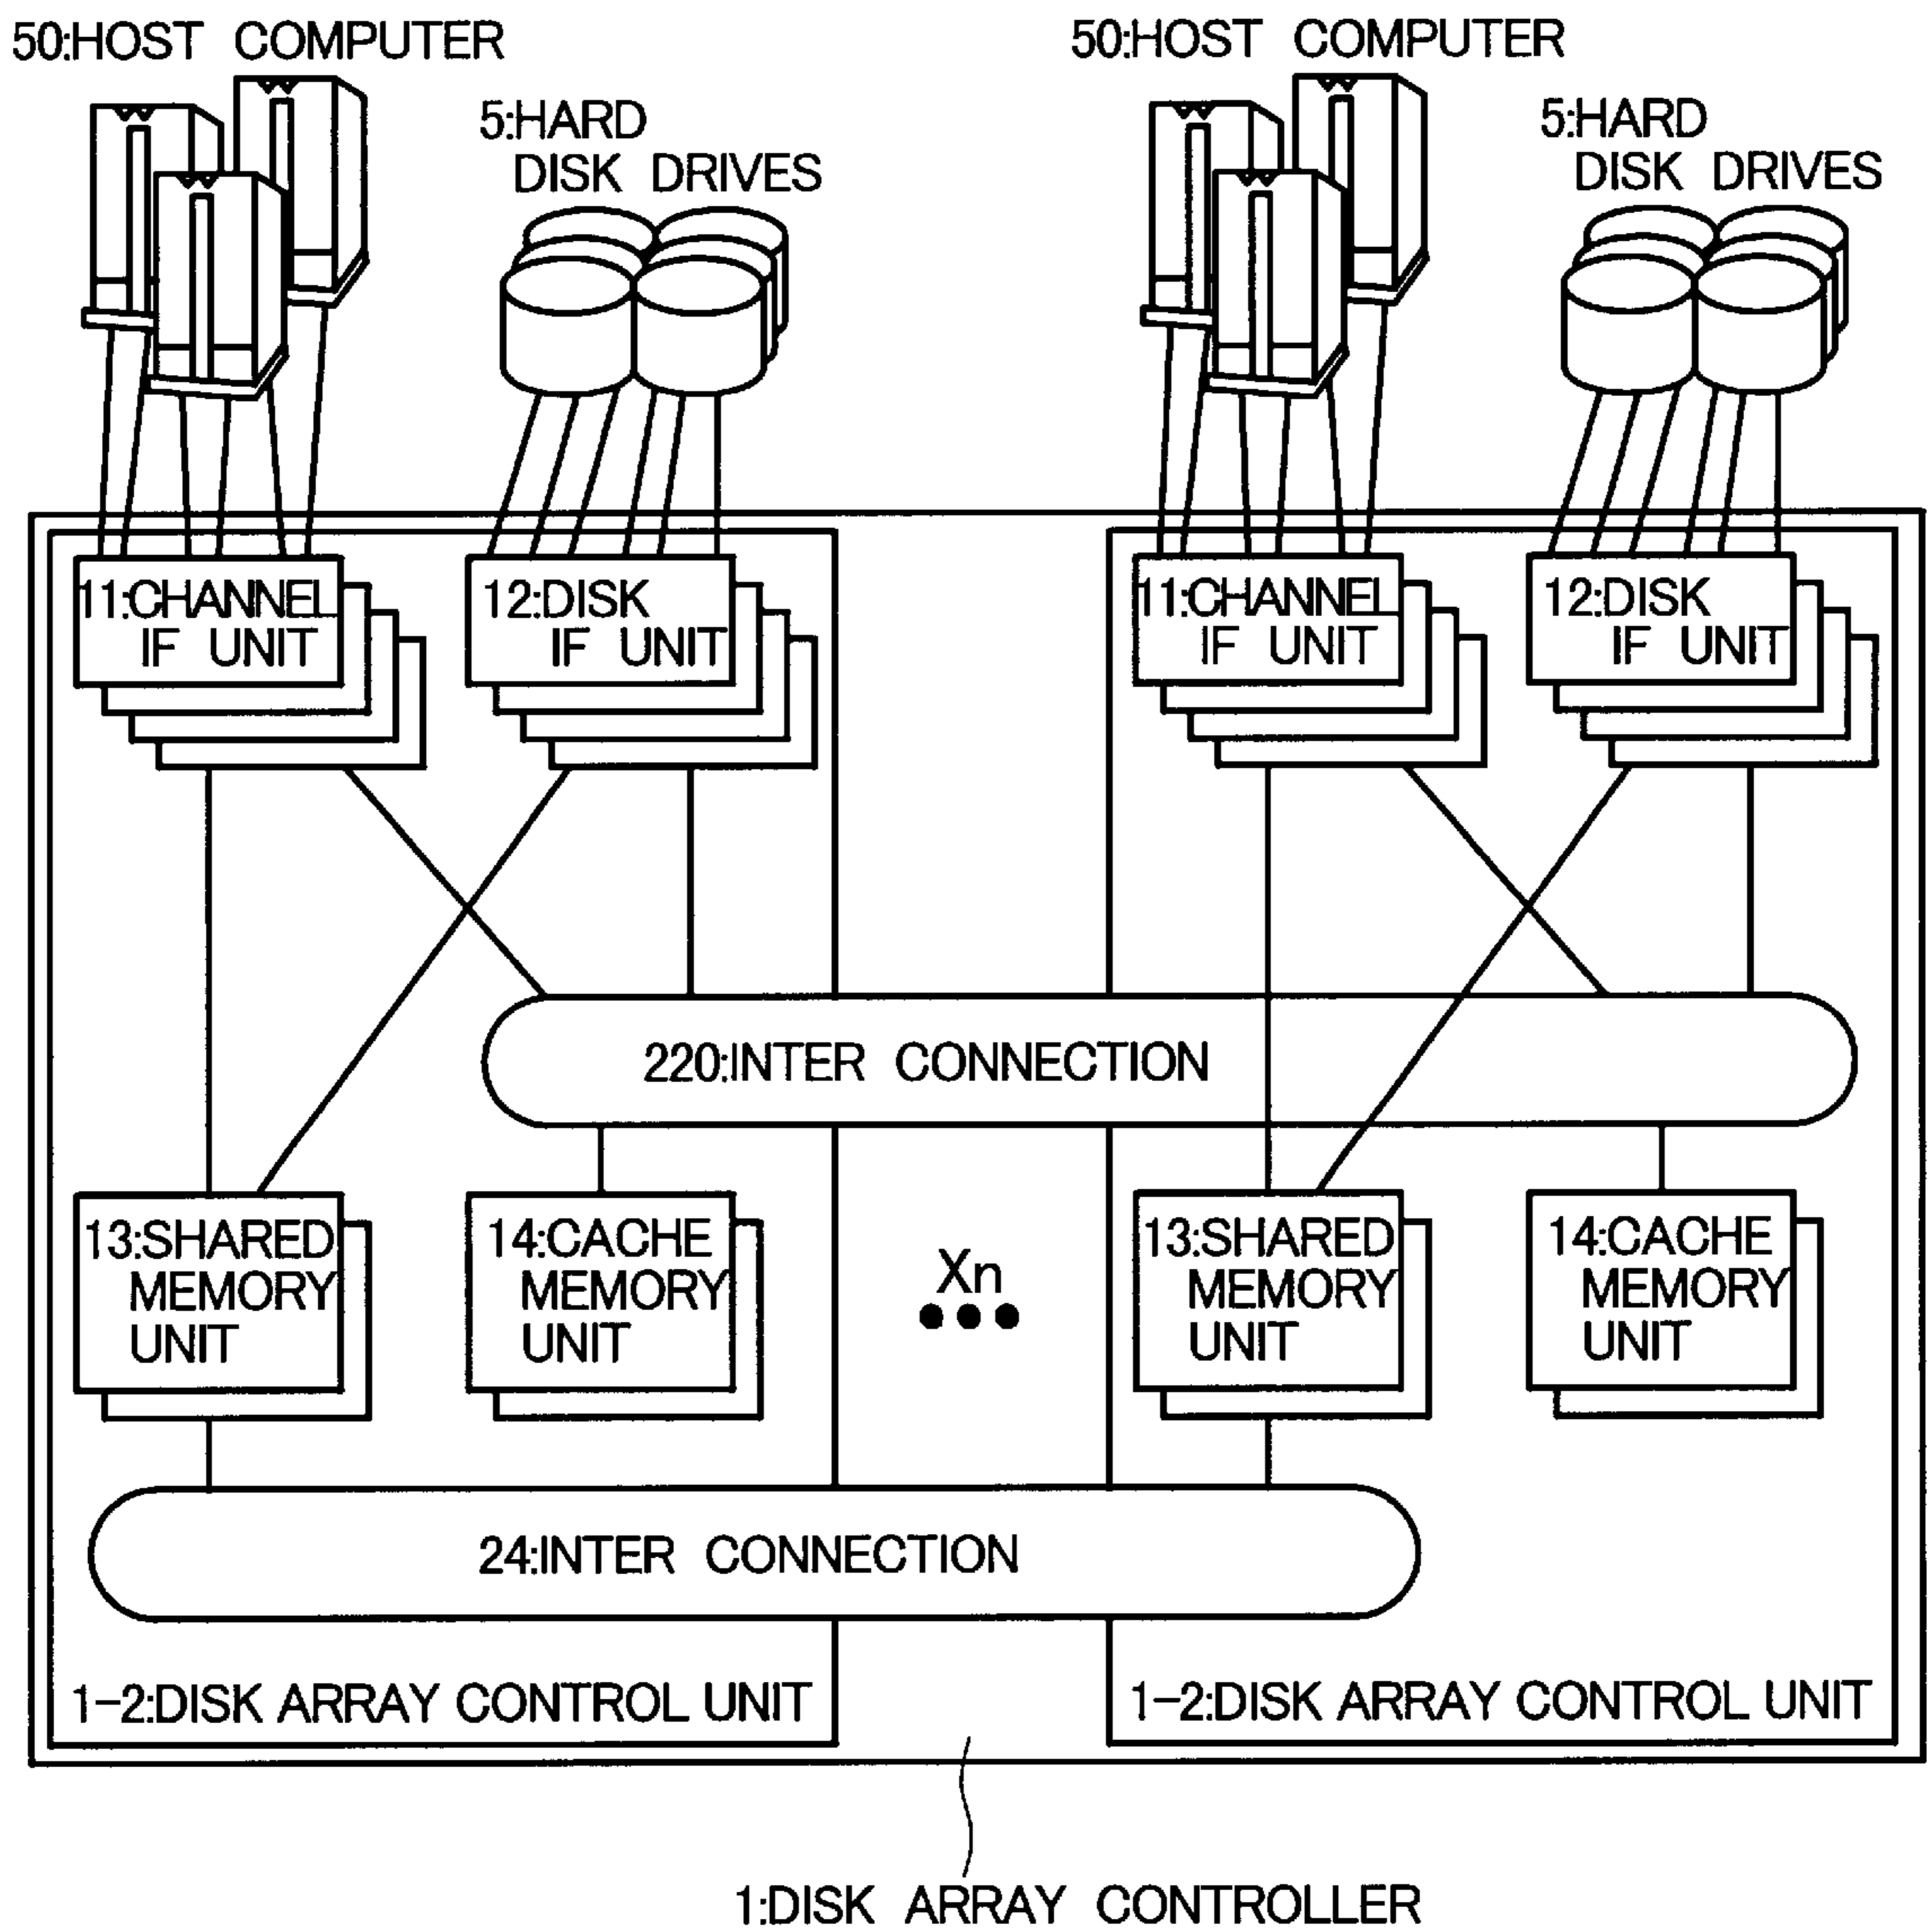 50:HOST COMPUTER
50:HOST COMPUTER
5:HARD
DISK DRIVES
5:HARD
DISK DRIVES
11:CHANNEL
IF UNIT
12:DISK
IF UNIT
11:CHANNEL
IF UNIT
12:DISK
IF UNIT
220:INTER CONNECTION
13:SHARED
MEMORY
UNIT
14:CACHE
MEMORY
UNIT
Xn
●●●
13:SHARED
MEMORY
UNIT
14:CACHE
MEMORY
UNIT
24:INTER CONNECTION
1-2:DISK ARRAY CONTROL UNIT
1-2:DISK ARRAY CONTROL UNIT
1:DISK ARRAY CONTROLLER